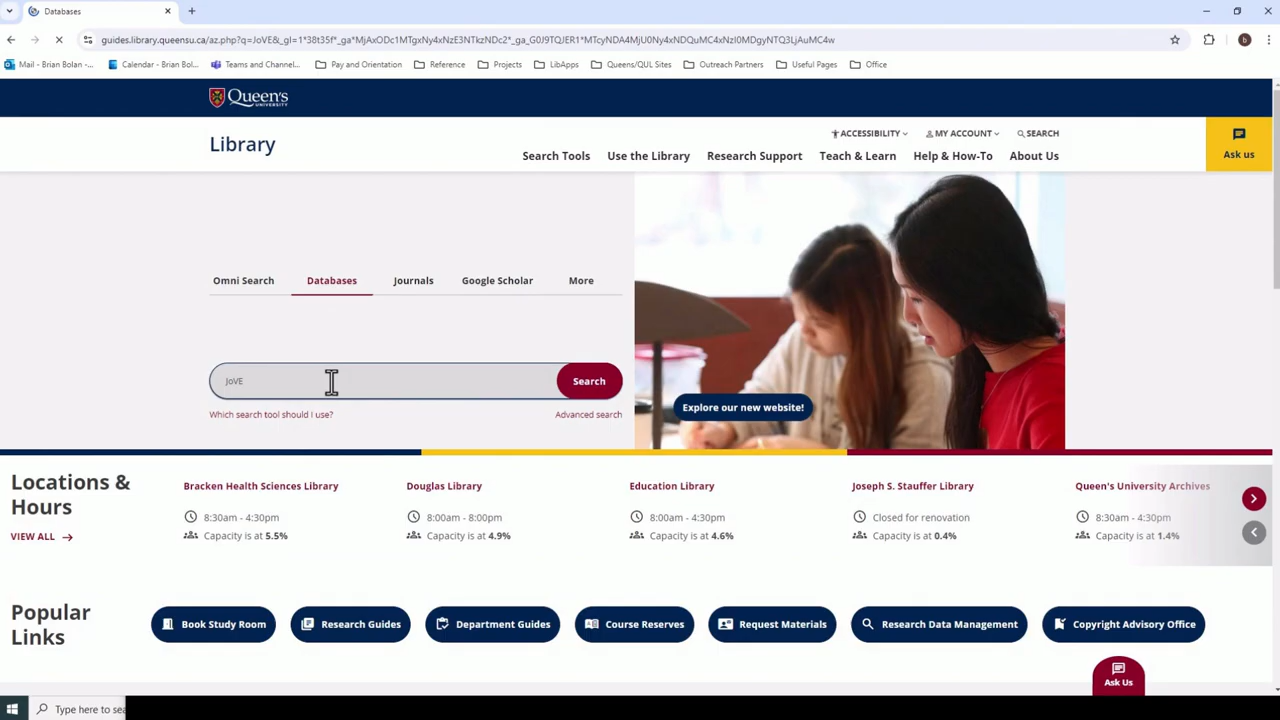 Databases
guides.library.queensu.ca/az.php?q=JoVE&_gl=1*38t35f*_ga*MjAxODc1MTgxNy4xNzE3NTkzNDc2*_ga_G0J9TQJER1*MTcyNDA4MjU0Ny4xNDQuMC4xNzI0MDgyNTQ3LjAuMC4w
b
Mail - Brian Bolan -...
Calendar - Brian Bol...
Teams and Channel...
Pay and Orientation
Reference
Projects
LibApps
Queens/QUL Sites
Outreach Partners
Useful Pages
Office
Queen's
UNIVERSITY
Library
ACCESSIBILITY
MY ACCOUNT
SEARCH
Search Tools
Use the Library
Research Support
Teach & Learn
Help & How-To
About Us
Ask us
Omni Search
Databases
Journals
Google Scholar
More
JoVE
Search
Which search tool should I use?
Advanced search
Explore our new website!
Locations &
Hours
VIEW ALL
Bracken Health Sciences Library
8:30am - 4:30pm
Capacity is at 5.5%
Douglas Library
8:00am - 8:00pm
Capacity is at 4.9%
Education Library
8:00am - 4:30pm
Capacity is at 4.6%
Joseph S. Stauffer Library
Closed for renovation
Capacity is at 0.4%
Queen's University Archives
8:30am - 4:30pm
Capacity is at 1.4%
Popular
Links
Book Study Room
Research Guides
Department Guides
Course Reserves
Request Materials
Research Data Management
Copyright Advisory Office
Ask Us
Type here to sea